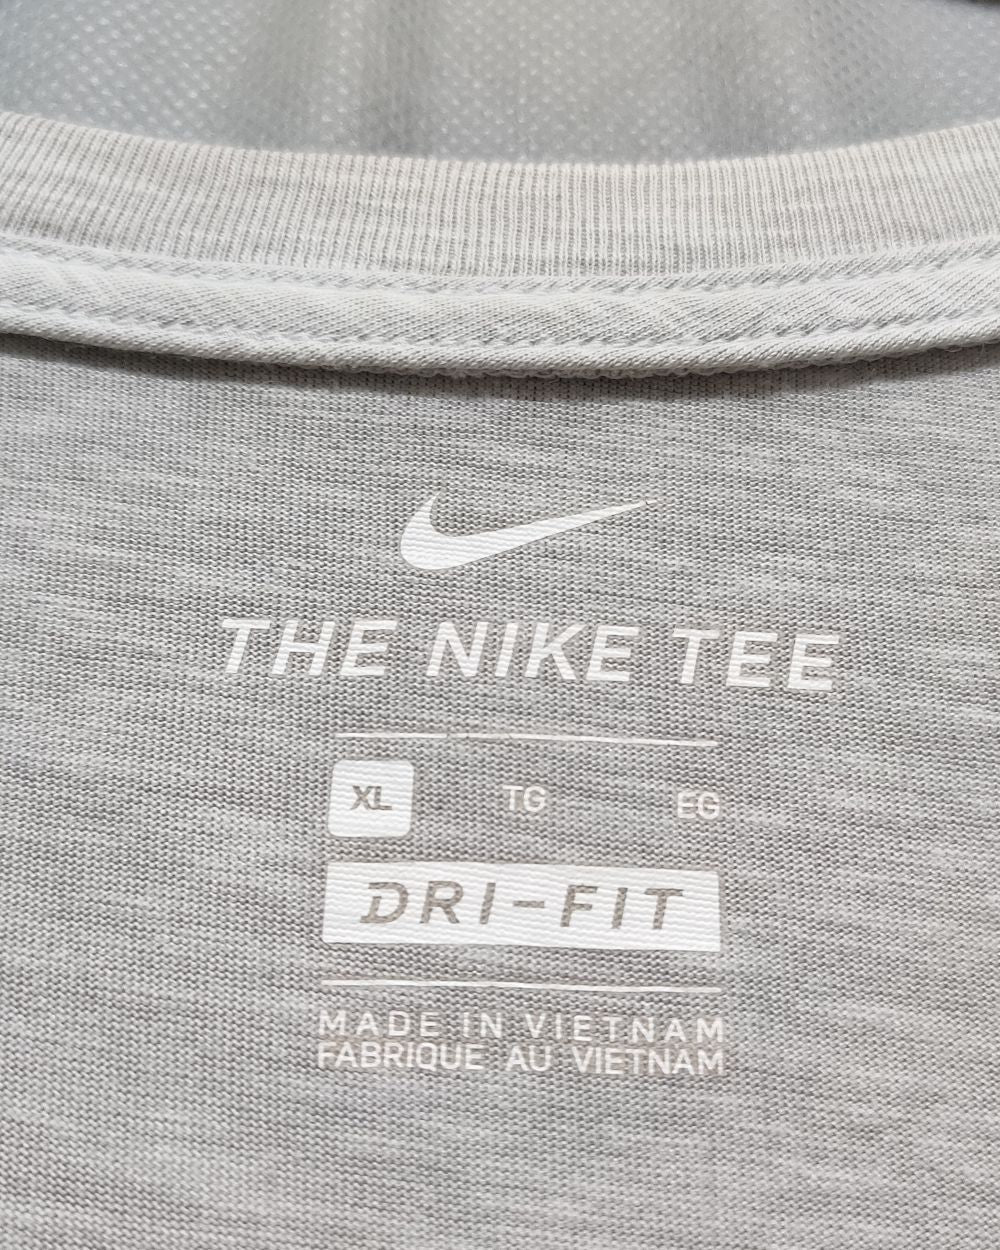 THE NIKE TEE
XL TG EG
DRI-FIT
MADE IN VIETNAM
FABRIQUE AU VIETNAM